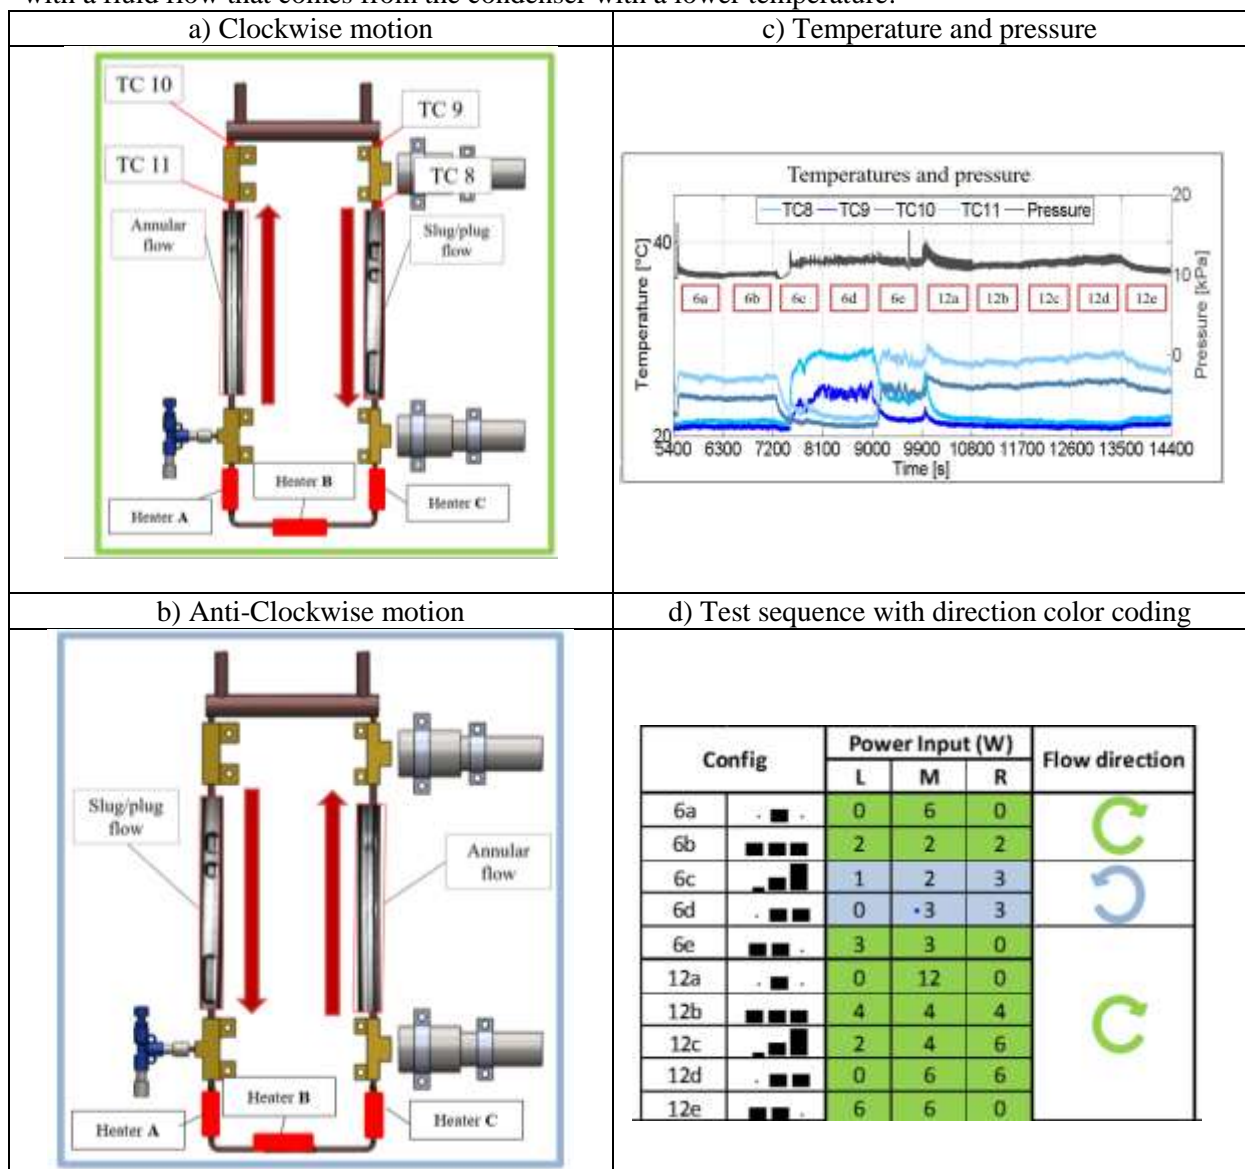 with a fluid flow that comes from the condenser with a lower temperature.
a) Clockwise motion
c) Temperature and pressure
TC 10
TC 9
TC 11
TC 8
Annular
flow
Slug/plug
flow
Heater B
Heater A
Heater C
Temperatures and pressure
TC8 TC9 TC10 TC11 Pressure
Temperature [°C]
40
20
20
10
0
Pressure [kPa]
6a 6b 6c 6d 6e 12a 12b 12c 12d 12e
5400 6300 7200 8100 9000 9900 10800 11700 12600 13500 14400
Time [s]
b) Anti-Clockwise motion
d) Test sequence with direction color coding
Slug/plug
flow
Annular
flow
Heater B
Heater A
Heater C
Config Power Input (W) Flow direction
L M R
6a 0 6 0
6b 2 2 2
6c 1 2 3
6d 0 3 3
6e 3 3 0
12a 0 12 0
12b 4 4 4
12c 2 4 6
12d 0 6 6
12e 6 6 0